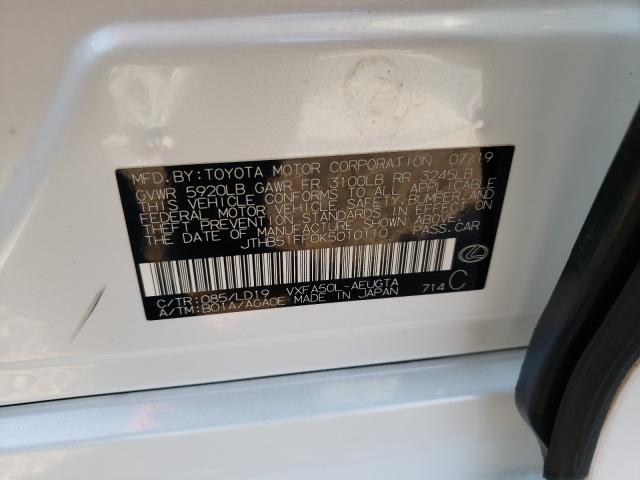 MFD. BY: TOYOTA MOTOR CORPORATION 07/19
GVWR 5920LB GAWR FR 3100LB RR 3245LB
THIS VEHICLE CONFORMS TO ALL APPLICABLE
FEDERAL MOTOR VEHICLE SAFETY, BUMPER, AND
THEFT PREVENTION STANDARDS IN EFFECT ON
THE DATE OF MANUFACTURE SHOWN ABOVE.
JTHB51FF0K5010110 PASS.CAR
C/TR: 085/LD19 VXFA50L-AEUGTA
A/TM: B01A/AGA0E MADE IN JAPAN 714 C